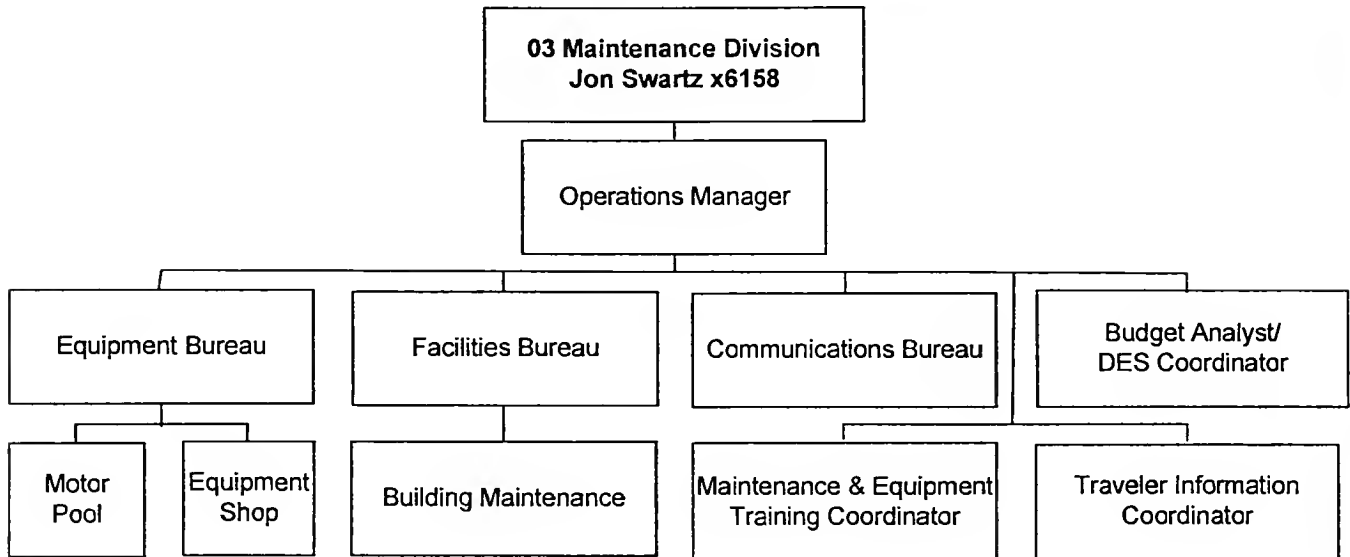 03 Maintenance Division
Jon Swartz x6158
Operations Manager
Equipment Bureau
Facilities Bureau
Communications Bureau
Budget Analyst/
DES Coordinator
Motor
Pool
Equipment
Shop
Building Maintenance
Maintenance & Equipment
Training Coordinator
Traveler Information
Coordinator